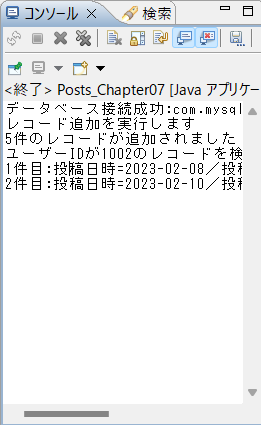 コンソール
検索
<終了> Posts_Chapter07 [Java アプリケー
データベース接続成功:com.mysql
レコード追加を実行します
5件のレコードが追加されました
ユーザーIDが1002のレコードを検
1件目:投稿日時=2023-02-08／投稿
2件目:投稿日時=2023-02-10／投稿